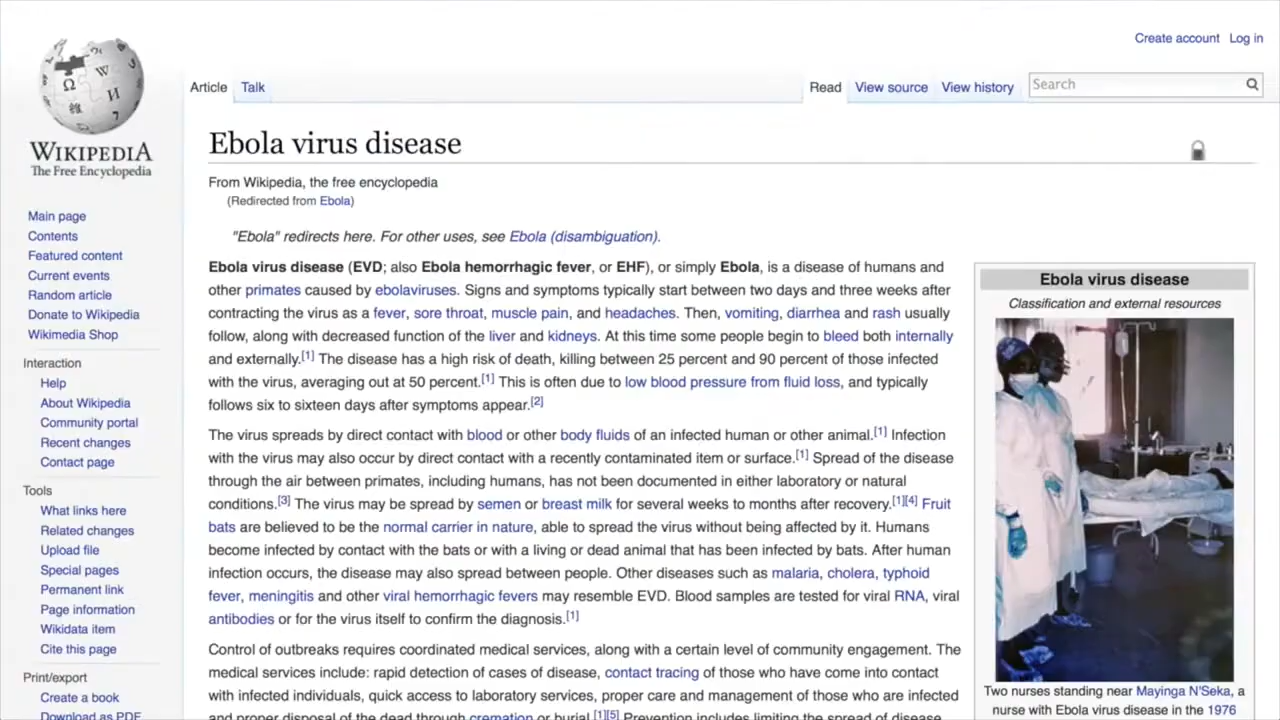 Create account Log in
Article Talk Read View source View history Search
WIKIPEDIA
The Free Encyclopedia
Main page
Contents
Featured content
Current events
Random article
Donate to Wikipedia
Wikimedia Shop
Interaction
Help
About Wikipedia
Community portal
Recent changes
Contact page
Tools
What links here
Related changes
Upload file
Special pages
Permanent link
Page information
Wikidata item
Cite this page
Print/export
Create a book
Download as PDF
Ebola virus disease
From Wikipedia, the free encyclopedia
(Redirected from Ebola)
"Ebola" redirects here. For other uses, see Ebola (disambiguation).
Ebola virus disease (EVD; also Ebola hemorrhagic fever, or EHF), or simply Ebola, is a disease of humans and
other primates caused by ebolaviruses. Signs and symptoms typically start between two days and three weeks after
contracting the virus as a fever, sore throat, muscle pain, and headaches. Then, vomiting, diarrhea and rash usually
follow, along with decreased function of the liver and kidneys. At this time some people begin to bleed both internally
and externally.[1] The disease has a high risk of death, killing between 25 percent and 90 percent of those infected
with the virus, averaging out at 50 percent.[1] This is often due to low blood pressure from fluid loss, and typically
follows six to sixteen days after symptoms appear.[2]
The virus spreads by direct contact with blood or other body fluids of an infected human or other animal.[1] Infection
with the virus may also occur by direct contact with a recently contaminated item or surface.[1] Spread of the disease
through the air between primates, including humans, has not been documented in either laboratory or natural
conditions.[3] The virus may be spread by semen or breast milk for several weeks to months after recovery.[1][4] Fruit
bats are believed to be the normal carrier in nature, able to spread the virus without being affected by it. Humans
become infected by contact with the bats or with a living or dead animal that has been infected by bats. After human
infection occurs, the disease may also spread between people. Other diseases such as malaria, cholera, typhoid
fever, meningitis and other viral hemorrhagic fevers may resemble EVD. Blood samples are tested for viral RNA, viral
antibodies or for the virus itself to confirm the diagnosis.[1]
Control of outbreaks requires coordinated medical services, along with a certain level of community engagement. The
medical services include: rapid detection of cases of disease, contact tracing of those who have come into contact
with infected individuals, quick access to laboratory services, proper care and management of those who are infected
and proper disposal of the dead through cremation or burial.[1][5] Prevention includes limiting the spread of disease
Ebola virus disease
Classification and external resources
Two nurses standing near Mayinga N'Seka, a
nurse with Ebola virus disease in the 1976